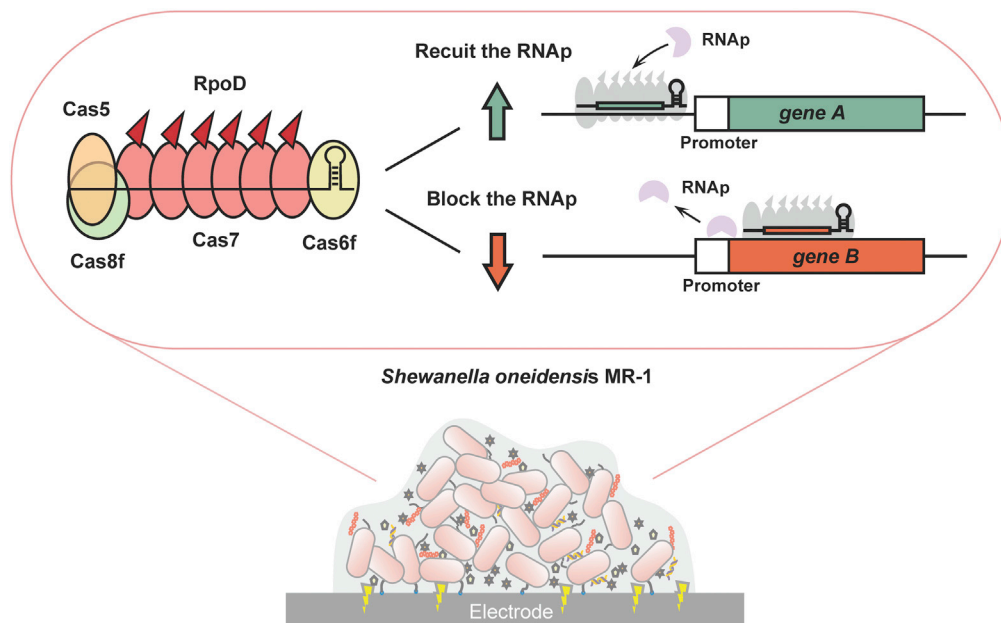 Recuit the RNAp
RNAp
RpoD
Cas5
gene A
Promoter
Block the RNAp
RNAp
Cas7
Cas6f
Cas8f
gene B
Promoter
Shewanella oneidensis MR-1
Electrode